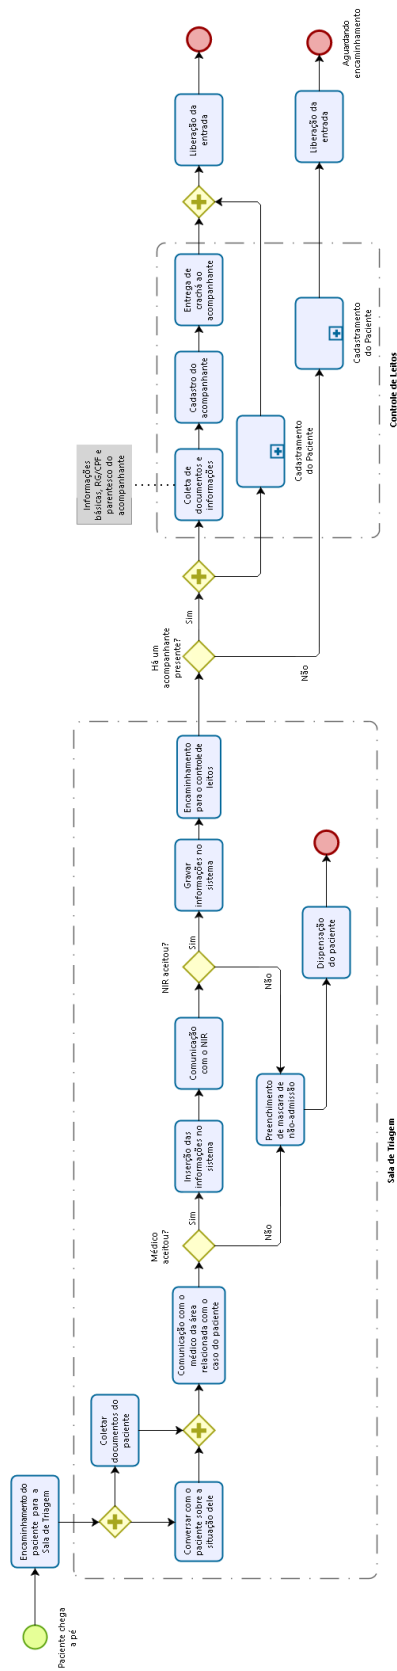 Paciente chega
a pé
Encaminhamento do
paciente para a
Sala de Triagem
Coletar
documentos do
paciente
Conversar com o
paciente sobre a
situação dele
Comunicação com o
médico da área
relacionada com o
caso do paciente
Médico
aceitou?
Sim
Não
Inserção das
informações no
sistema
Comunicação
com o NIR
NIR aceitou?
Sim
Não
Preenchimento
de mascara de
não-admissão
Dispensação
do paciente
Gravar
informações no
sistema
Encaminhamento
para o controle de
leitos
Sala de Triagem
Há um
acompanhante
presente?
Sim
Não
Informações
básicas, RG/CPF e
parentesco do
acompanhante
Coleta de
documentos e
informações
Cadastro do
acompanhante
Entrega de
crachá ao
acompanhante
Cadastramento
do Paciente
Cadastramento
do Paciente
Controle de Leitos
Liberação da
entrada
Liberação da
entrada
Aguardando
encaminhamento